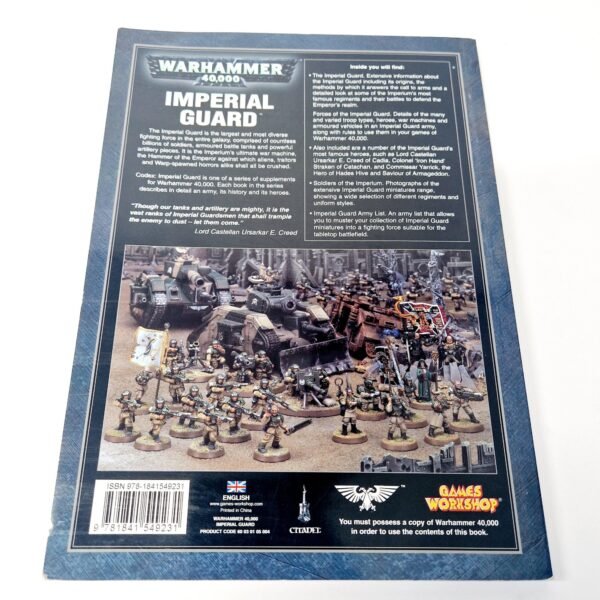 WARHAMMER
40,000
IMPERIAL
GUARD™
The Imperial Guard is the largest and most diverse
fighting force in the entire galaxy, comprised of countless
billions of soldiers, armoured battle tanks and powerful
artillery pieces. It is the Imperium's ultimate war machine,
the Hammer of the Emperor against which aliens, traitors
and Warp-spawned horrors alike shall all be crushed.
Codex: Imperial Guard is one of a series of supplements
for Warhammer 40,000. Each book in the series
describes in detail an army, its history and its heroes.
"Though our tanks and artillery are mighty, it is the
vast ranks of Imperial Guardsmen that shall trample
the enemy to dust – let them come."
Lord Castellan Ursarkar E. Creed
Inside you will find:
• The Imperial Guard. Extensive information about
the Imperial Guard including its origins, the
methods by which it answers the call to arms and a
detailed look at some of the Imperium's most
famous regiments and their battles to defend the
Emperor's realm.
Forces of the Imperial Guard. Details of the many
and varied troop types, heroes, war machines and
armoured vehicles in an Imperial Guard army,
along with rules to use them in your games of
Warhammer 40,000.
• Also included are a number of the Imperial Guard's
most famous heroes, such as Lord Castellan
Ursarkar E. Creed of Cadia, Colonel 'Iron Hand'
Straken of Catachan, and Commissar Yarrick, the
Hero of Hades Hive and Saviour of Armageddon.
• Soldiers of the Imperium. Photographs of the
extensive Imperial Guard miniatures range,
showing a wide selection of different regiments and
uniform styles.
• Imperial Guard Army List. An army list that allows
you to muster your collection of Imperial Guard
miniatures into a fighting force suitable for the
tabletop battlefield.
ISBN 978-1841549231
9 781841 549231
ENGLISH
www.games-workshop.com
Printed in China
WARHAMMER 40,000
IMPERIAL GUARD
PRODUCT CODE 60 03 01 05 004
CITADEL
GAMES
WORKSHOP
You must possess a copy of Warhammer 40,000
in order to use the contents of this book.